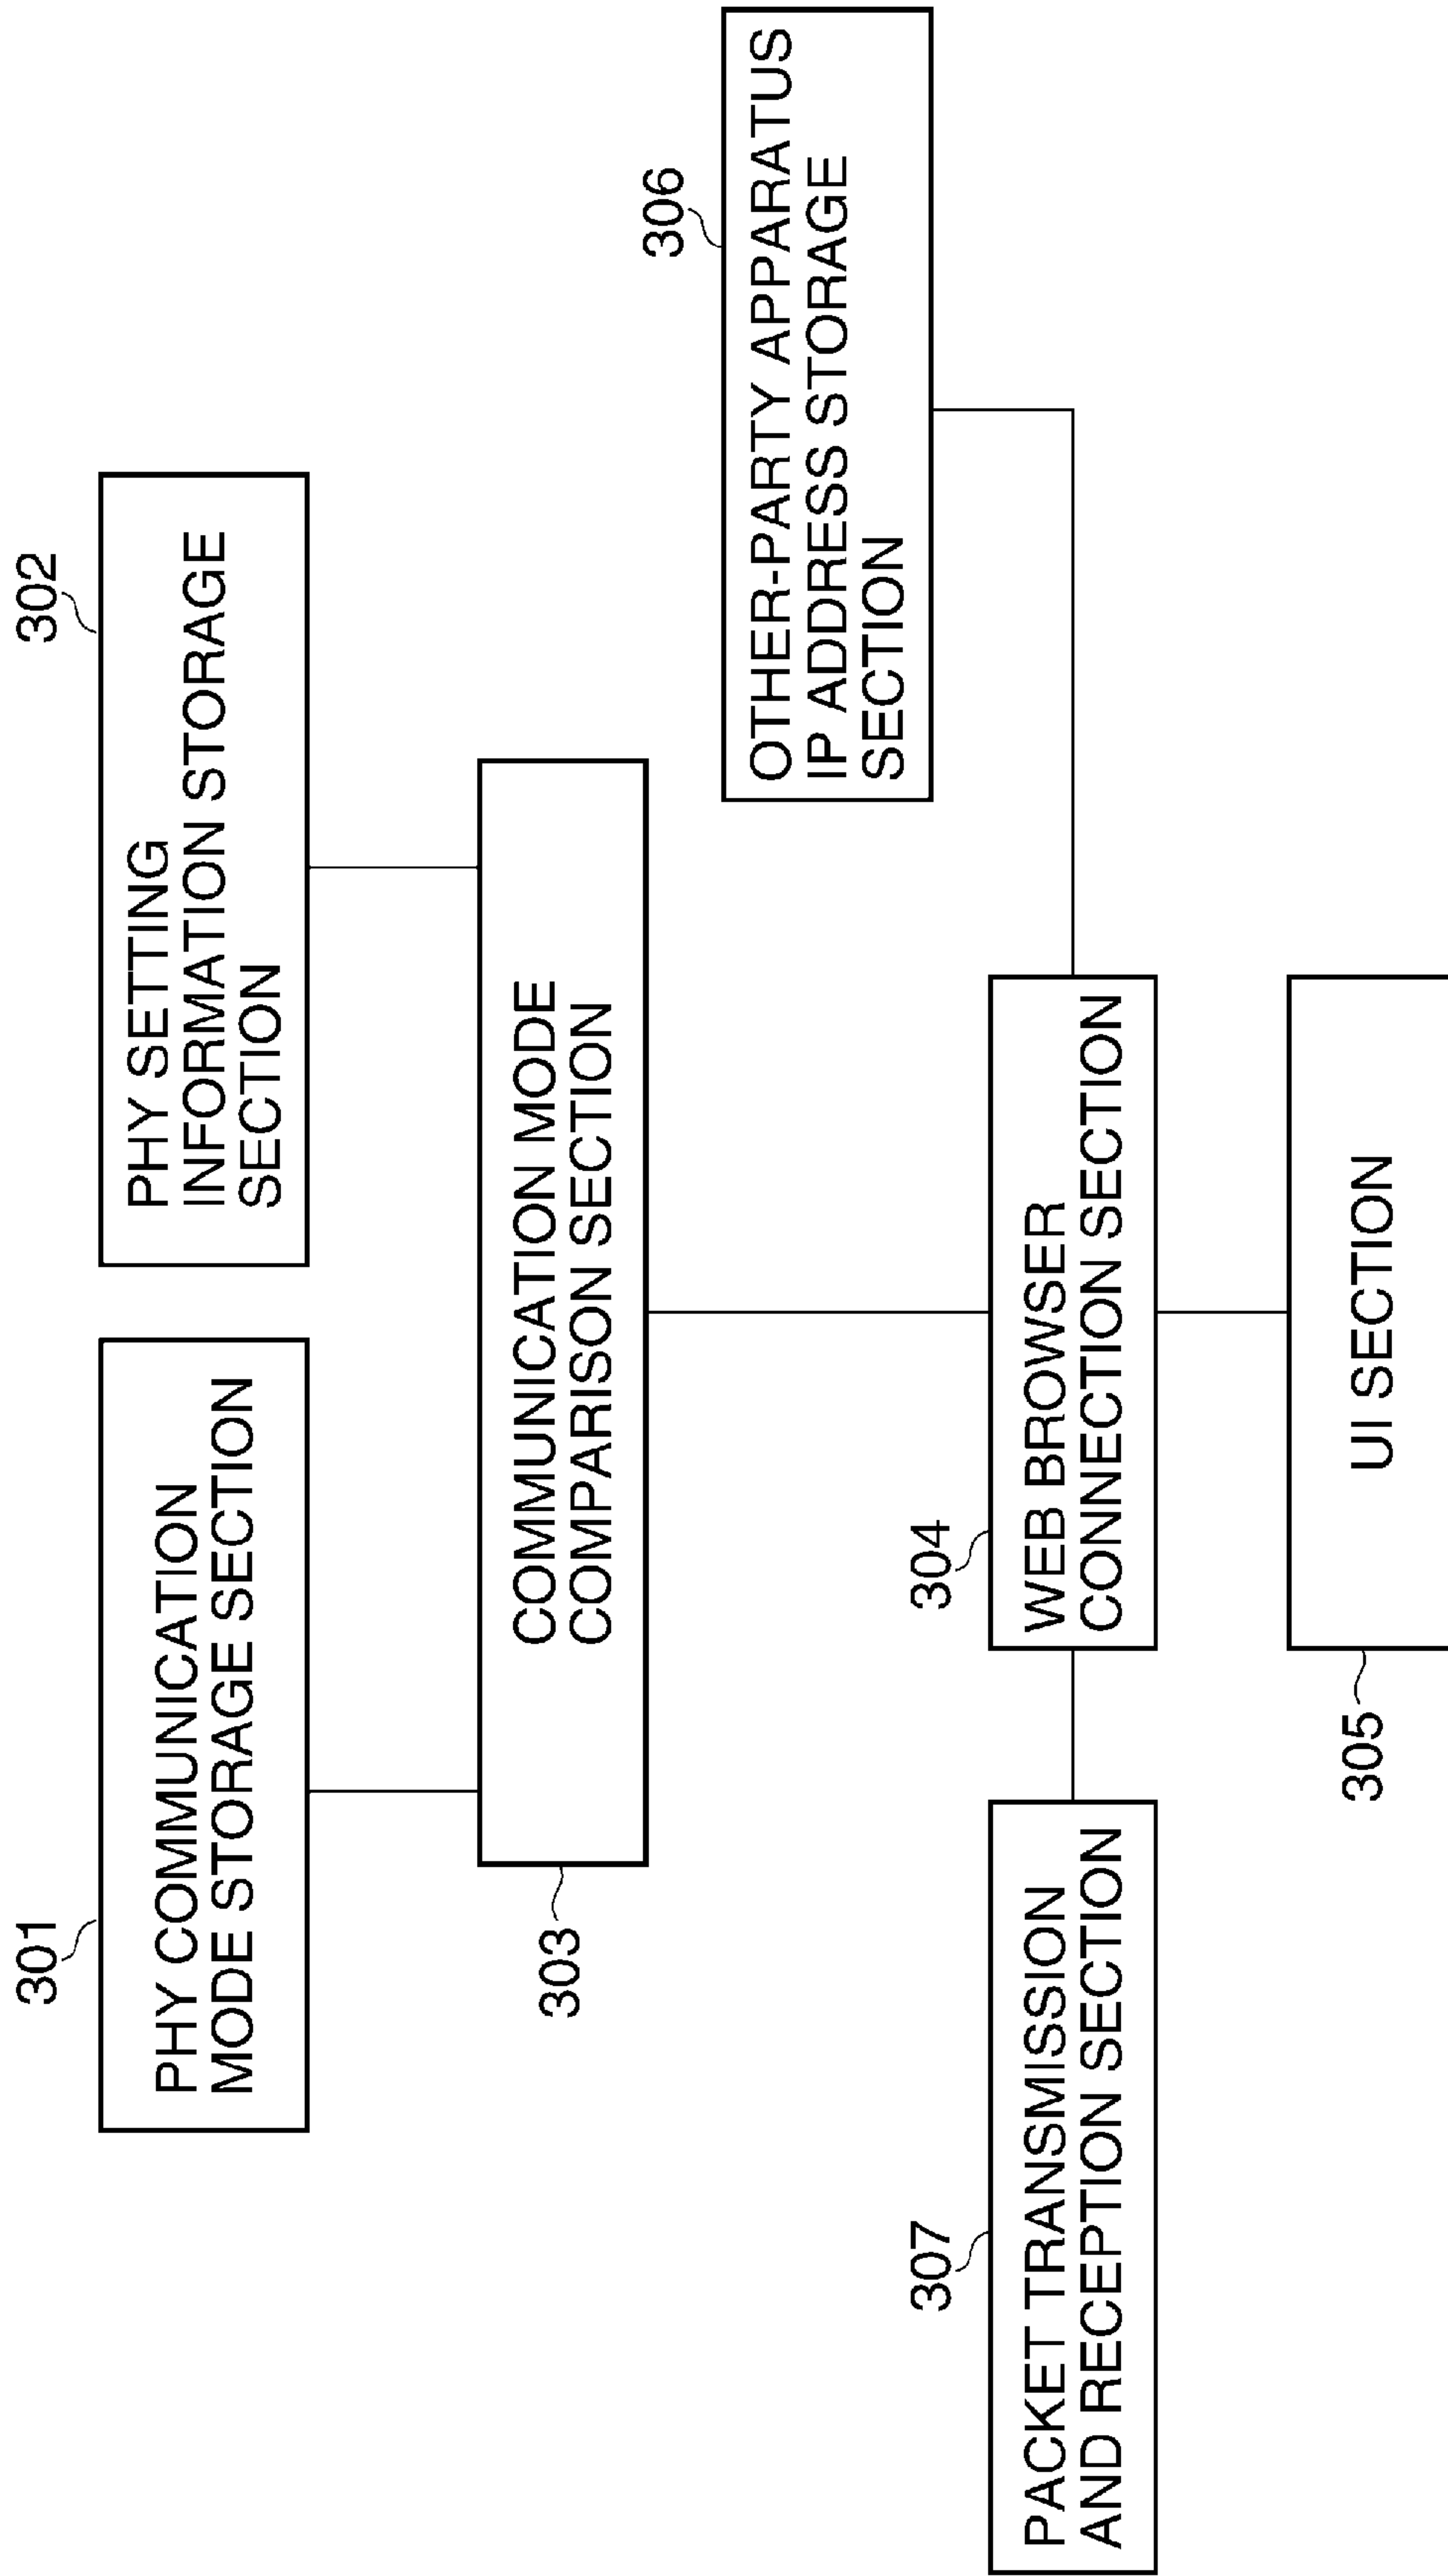 301
PHY COMMUNICATION
MODE STORAGE SECTION
302
PHY SETTING
INFORMATION STORAGE
SECTION
303
COMMUNICATION MODE
COMPARISON SECTION
306
OTHER-PARTY APPARATUS
IP ADDRESS STORAGE
SECTION
307
PACKET TRANSMISSION
AND RECEPTION SECTION
304
WEB BROWSER
CONNECTION SECTION
305
UI SECTION